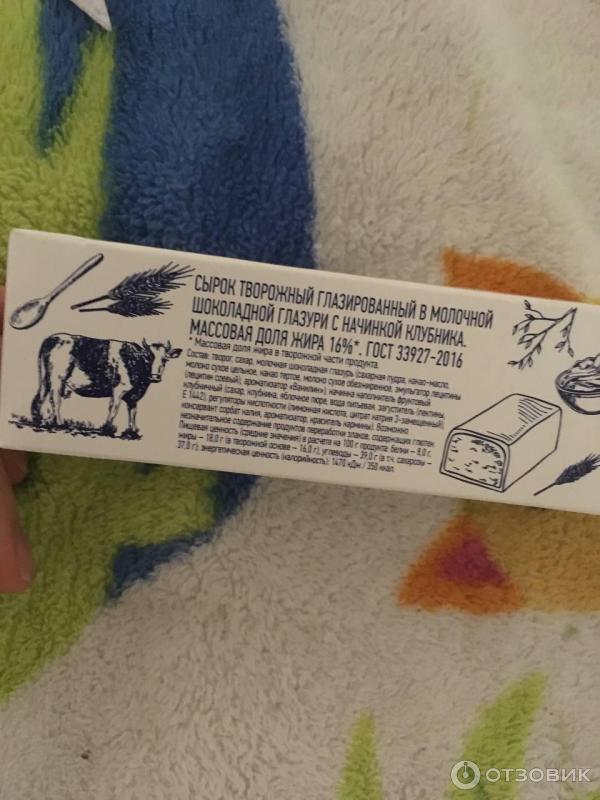 СЫРОК ТВОРОЖНЫЙ ГЛАЗИРОВАННЫЙ В МОЛОЧНОЙ
ШОКОЛАДНОЙ ГЛАЗУРИ С НАЧИНКОЙ КЛУБНИКА.
МАССОВАЯ ДОЛЯ ЖИРА 16%*. ГОСТ 33927-2016
* Массовая доля жира в творожной части продукта.
Состав: творог, сахар, молочная шоколадная глазурь (сахарная пудра, какао-масло,
молоко сухое цельное, какао тертое, молоко сухое обезжиренное, эмульгатор лецитины
(лецитин соевый), ароматизатор «Ванилин»), начинка наполнитель фруктовый
клубничный (сахар, клубника, яблочное пюре, вода питьевая, загуститель (пектины,
Е 1442), регуляторы кислотности (лимонная кислота, цитрат натрия 3-замещенный),
консервант сорбат калия, ароматизатор, краситель кармины). Возможно
незначительное содержание продуктов переработки злаков, содержащих глютен.
Пищевая ценность (средние значения) в расчете на 100 г продукта: белки – 8,0 г,
жиры – 18,0 г (в творожной основе – 16,0 г), углеводы – 39,0 г (в т.ч. сахарозы –
37,0 г); энергетическая ценность (калорийность): 1470 кДж / 350 ккал.
ОТЗОВИК